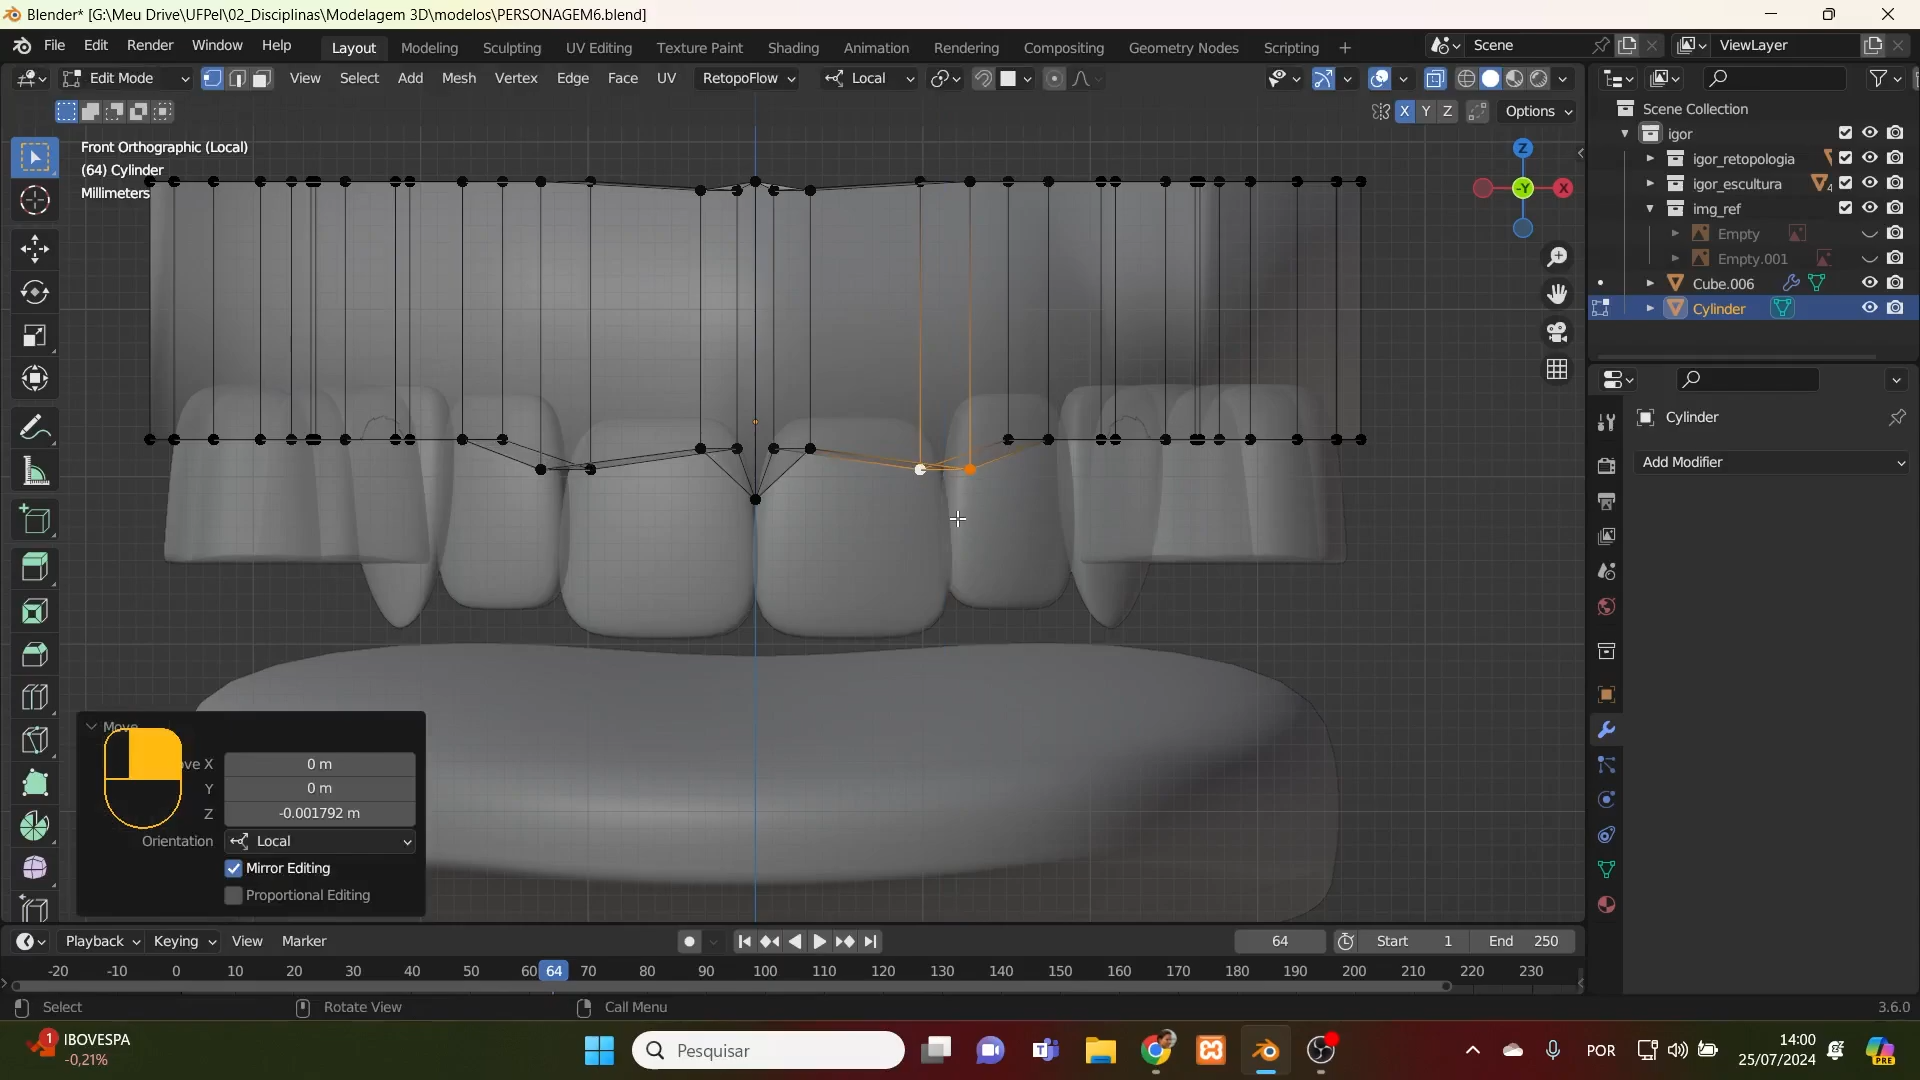 Blender* [G:\Meu Drive\UFPel\02_Disciplinas\Modelagem 3D\modelos\PERSONAGEM6.blend]
File Edit Render Window Help Layout Modeling Sculpting UV Editing Texture Paint Shading Animation Rendering Compositing Geometry Nodes Scripting + Scene ViewLayer
Edit Mode View Select Add Mesh Vertex Edge Face UV RetopoFlow Local
X Y Z Options
Front Orthographic (Local)
(64) Cylinder
Millimeters
Z
-Y X
Scene Collection
igor
igor_retopologia
igor_escultura 4
img_ref
Empty
Empty.001
Cube.006
Cylinder
Cylinder
Add Modifier
Move
ve X 0 m
Y 0 m
Z -0.001792 m
Orientation Local
Mirror Editing
Proportional Editing
Playback Keying View Marker 64 Start 1 End 250
-20 -10 0 10 20 30 40 50 60 64 70 80 90 100 110 120 130 140 150 160 170 180 190 200 210 220 230
Select Rotate View Call Menu 3.6.0
1 IBOVESPA
-0,21%
Pesquisar
POR
14:00
25/07/2024
PRE